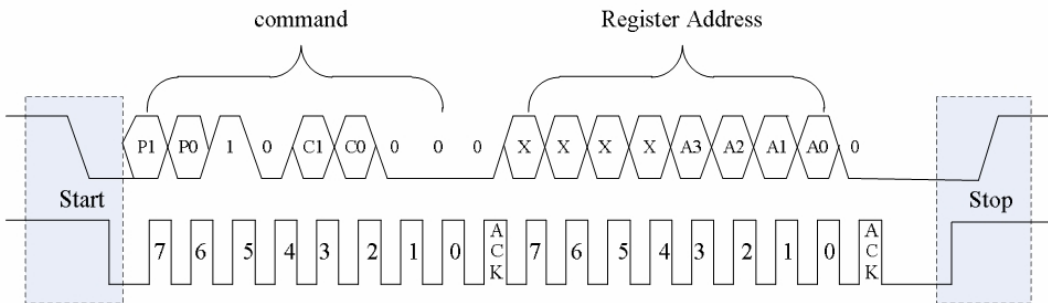 command Register Address
P1 P0 1 0 C1 C0 0 0 0 X X X X A3 A2 A1 A0 0
Start Stop
7 6 5 4 3 2 1 0 ACK 7 6 5 4 3 2 1 0 ACK